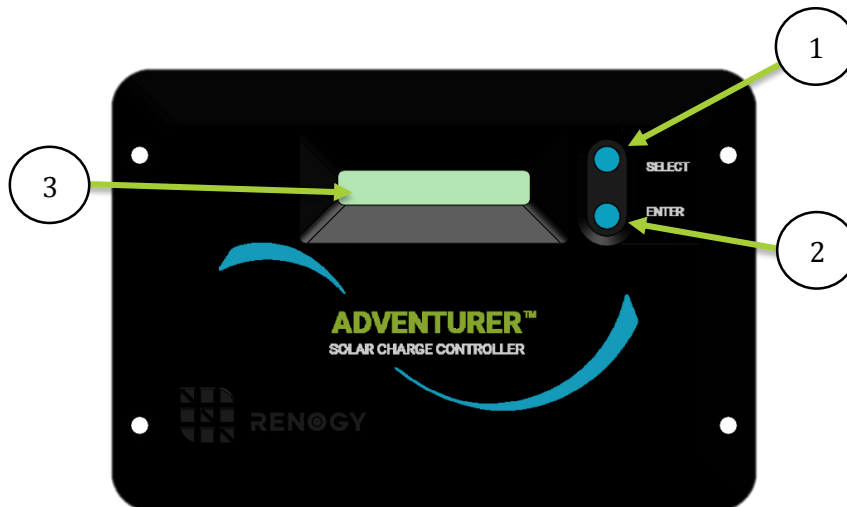 1
SELECT
3
ENTER
2
ADVENTURER™
SOLAR CHARGE CONTROLLER
RENOGY